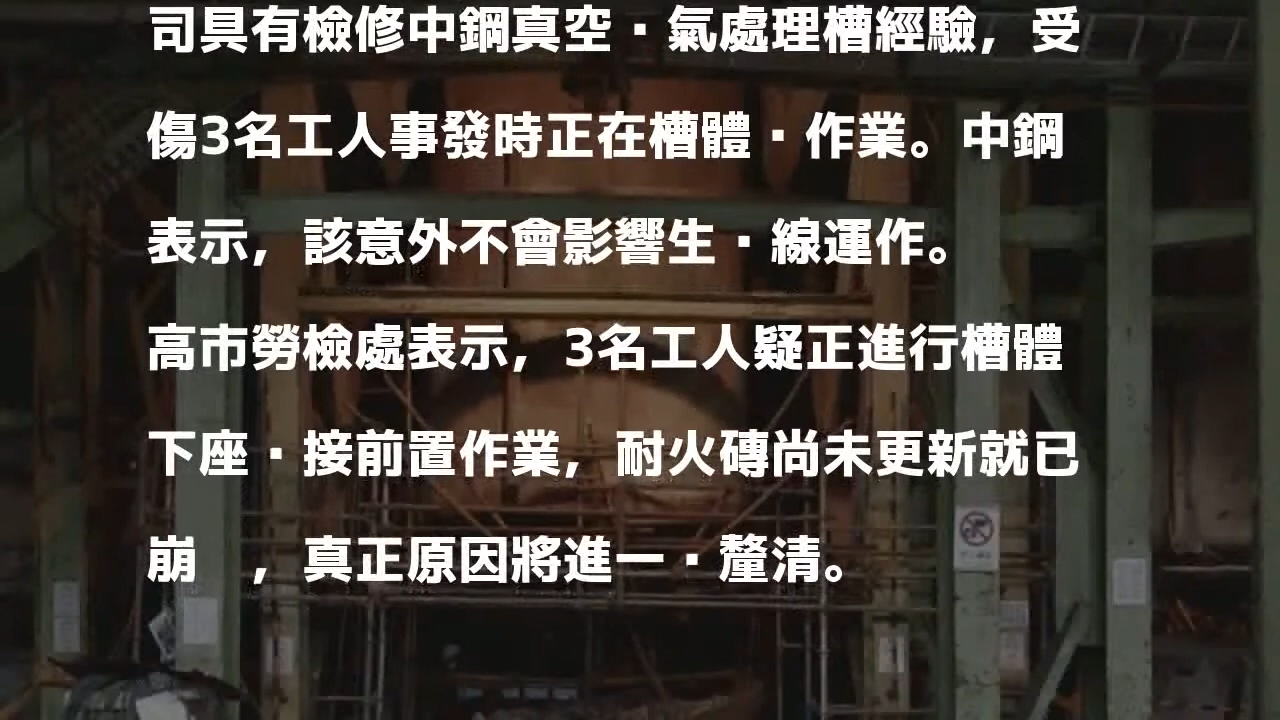 司具有檢修中鋼真空·氣處理槽經驗，受
傷3名工人事發時正在槽體·作業。中鋼
表示，該意外不會影響生·線運作。
高市勞檢處表示，3名工人疑正進行槽體
下座·接前置作業，耐火磚尚未更新就已
崩　，真正原因將進一·釐清。